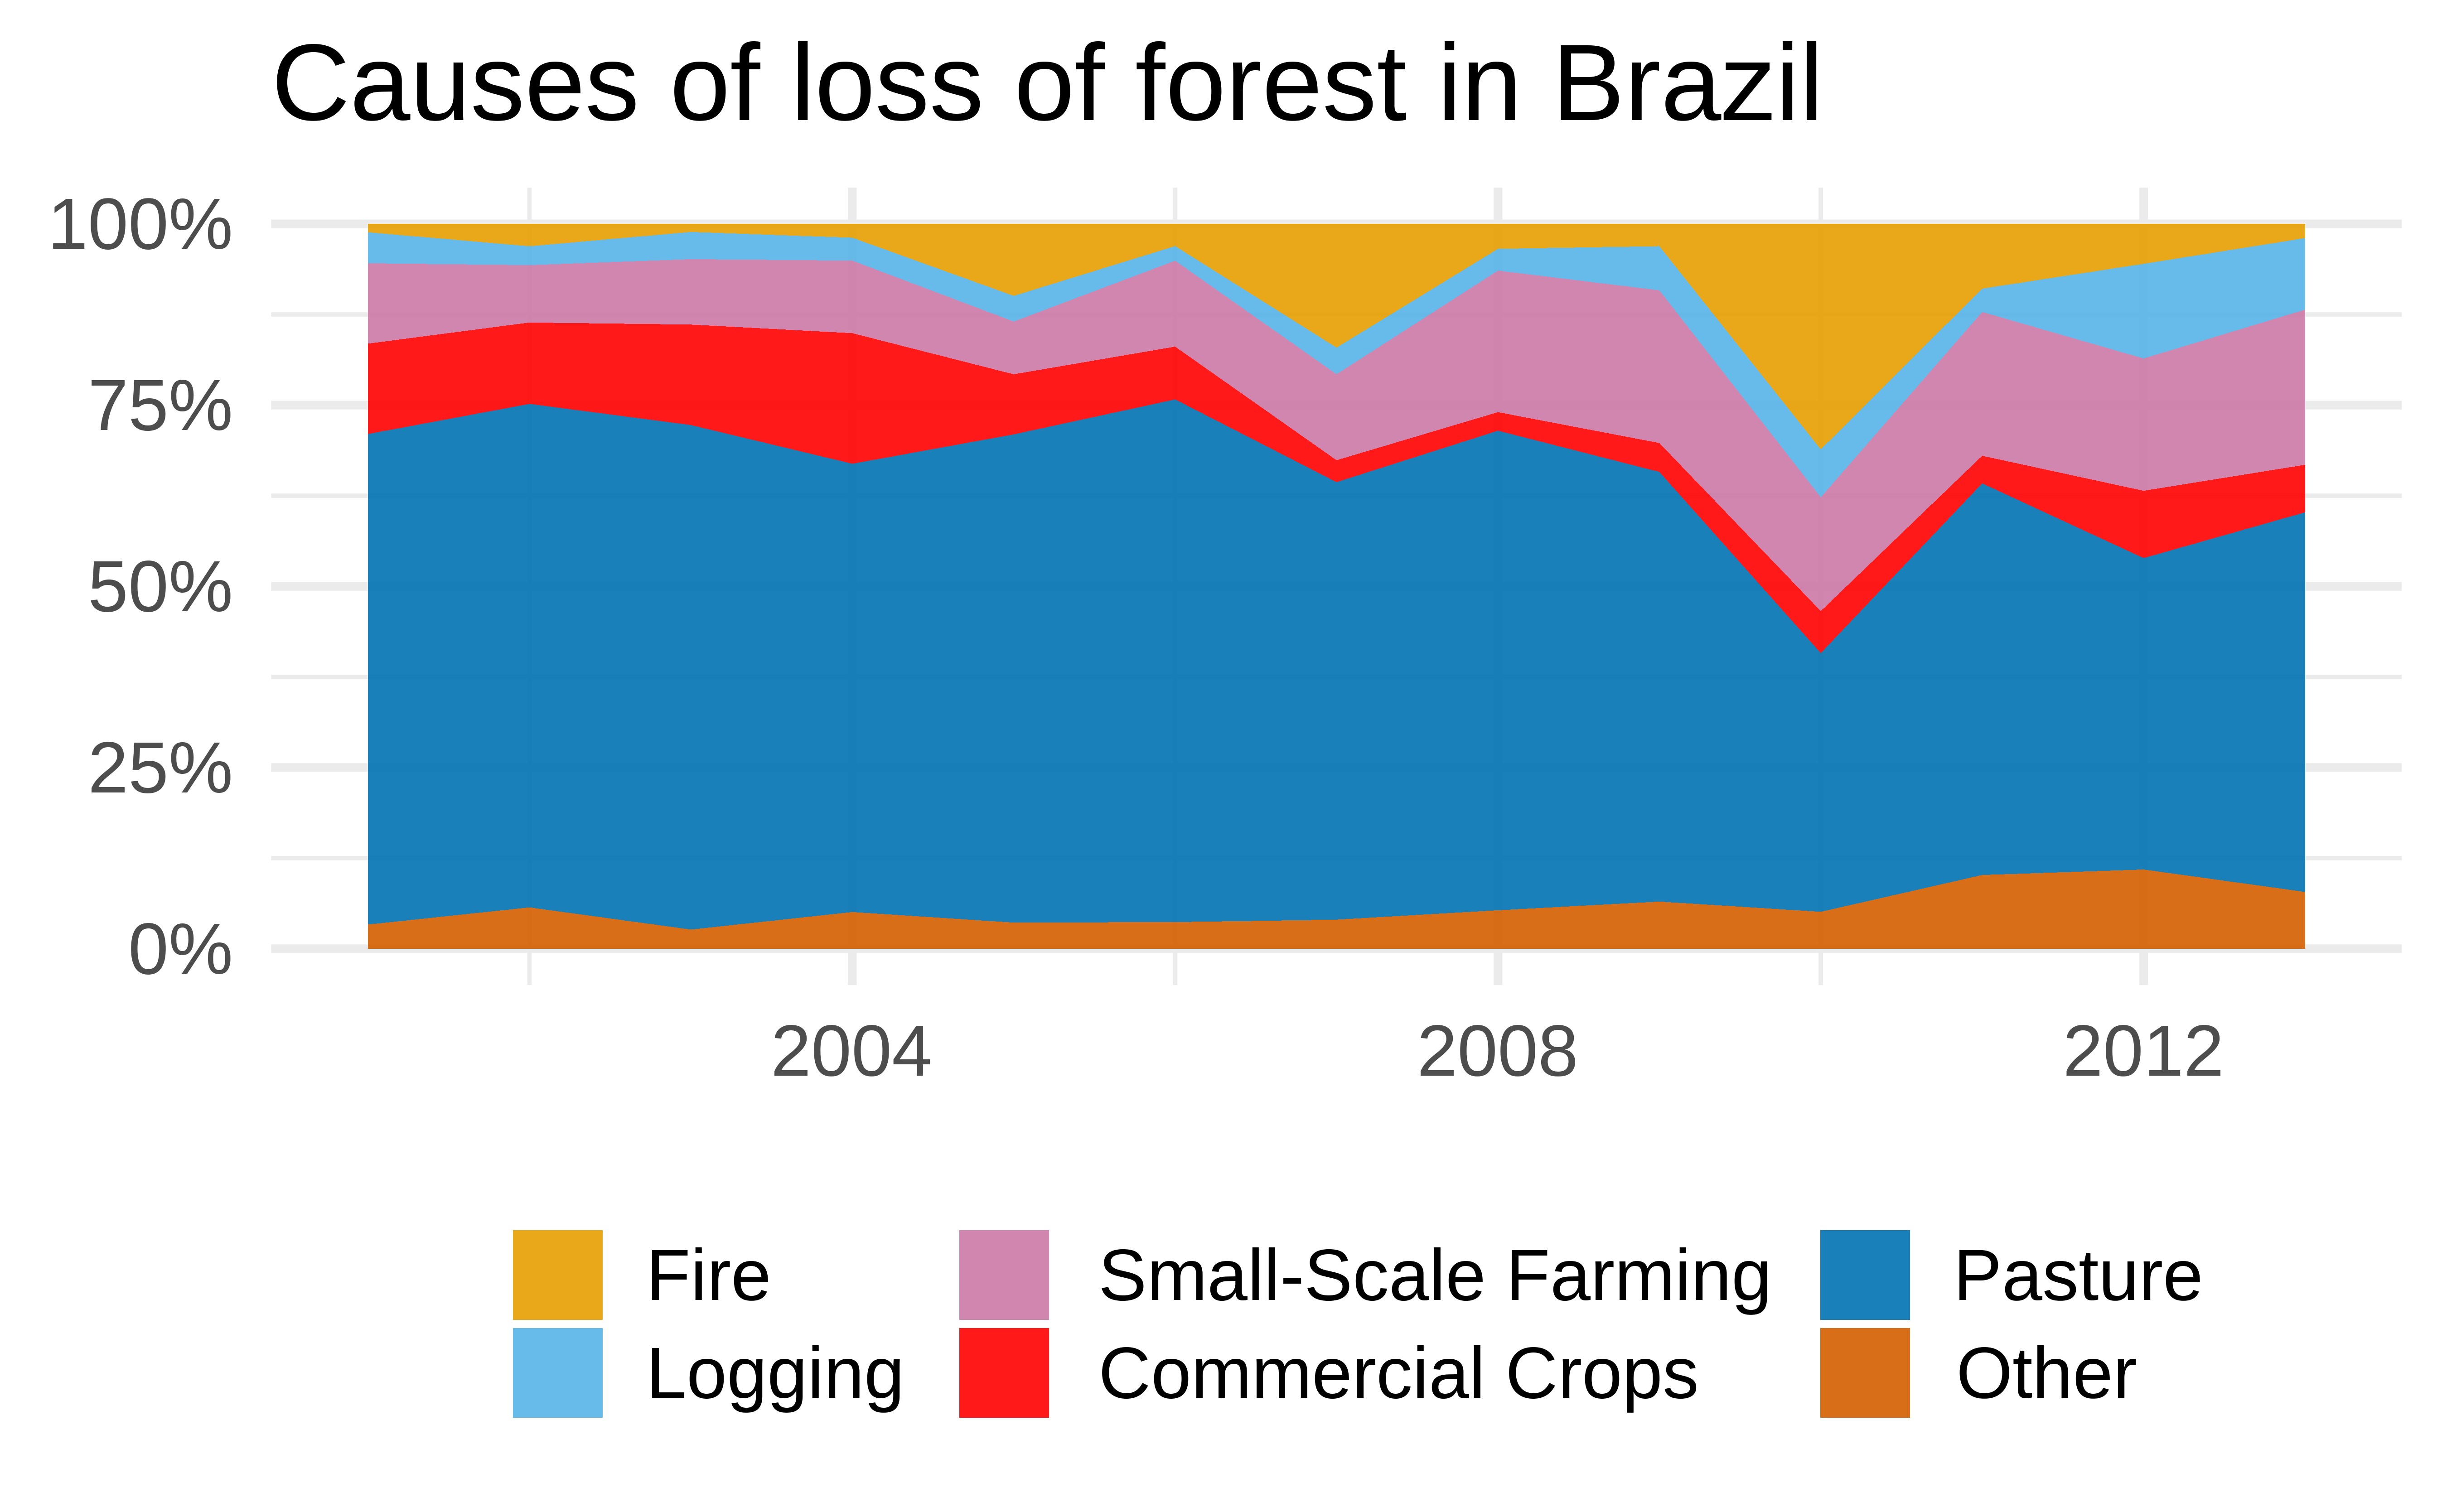 Causes of loss of forest in Brazil
100%
75%
50%
25%
0%
2004 2008 2012
Fire Small-Scale Farming Pasture
Logging Commercial Crops Other